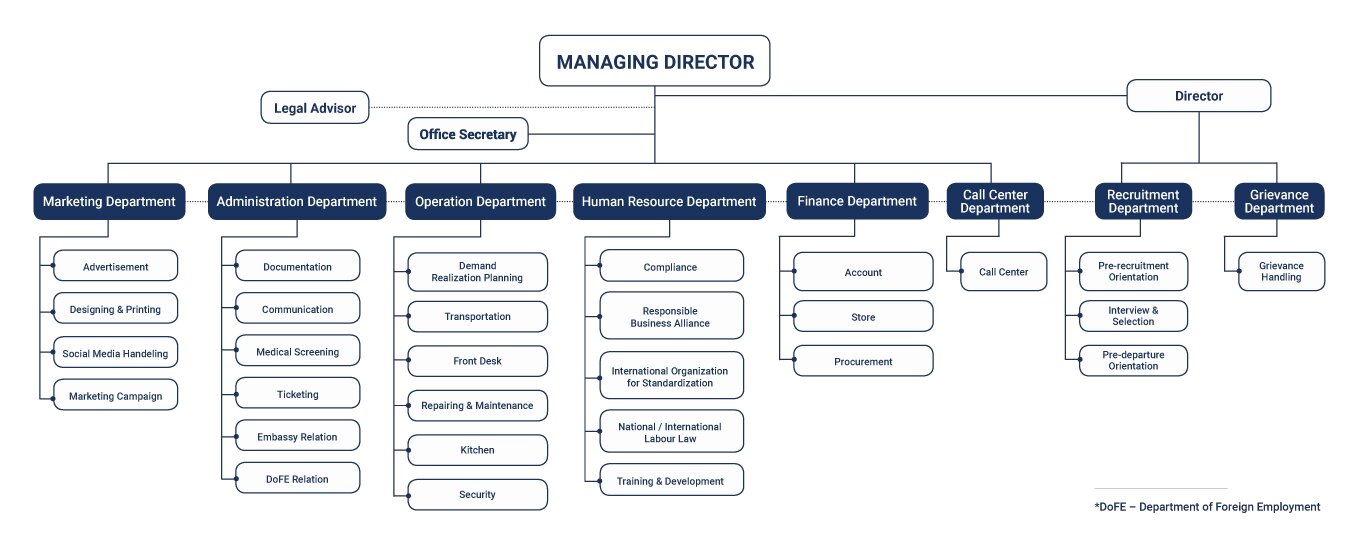 MANAGING DIRECTOR
Legal Advisor
Director
Office Secretary
Marketing Department
Administration Department
Operation Department
Human Resource Department
Finance Department
Call Center
Department
Recruitment
Department
Grievance
Department
Advertisement
Designing & Printing
Social Media Handeling
Marketing Campaign
Documentation
Communication
Medical Screening
Ticketing
Embassy Relation
DoFE Relation
Demand
Realization Planning
Transportation
Front Desk
Repairing & Maintenance
Kitchen
Security
Compliance
Responsible
Business Alliance
International Organization
for Standardization
National / International
Labour Law
Training & Development
Account
Store
Procurement
Call Center
Pre-recruitment
Orientation
Interview &
Selection
Pre-departure
Orientation
Grievance
Handling
*DoFE – Department of Foreign Employment